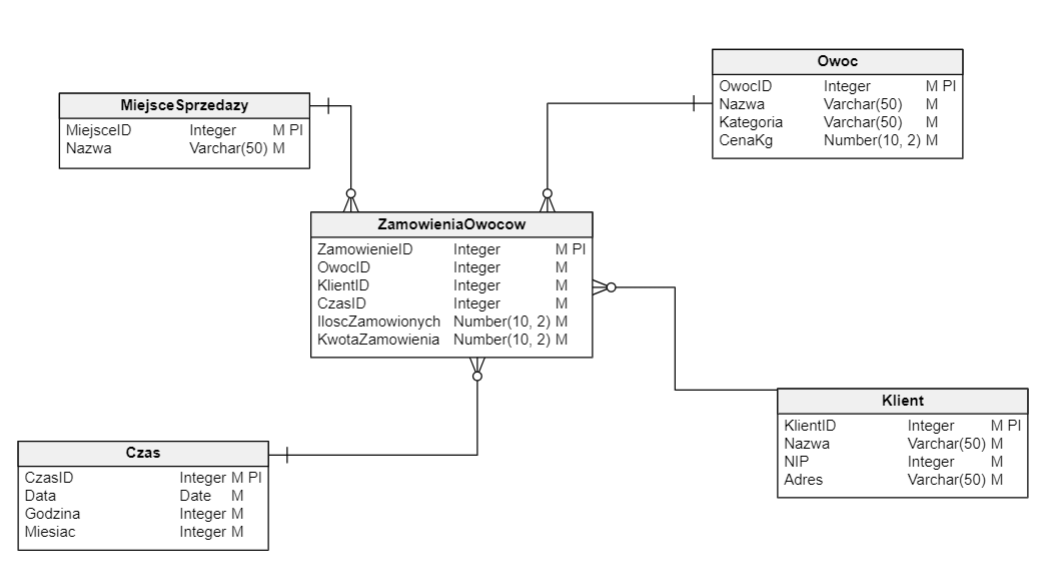 Owoc
OwocID Integer M PI
Nazwa Varchar(50) M
Kategoria Varchar(50) M
CenaKg Number(10, 2) M
MiejsceSprzedazy
MiejsceID Integer M PI
Nazwa Varchar(50) M
ZamowieniaOwocow
ZamowienieID Integer M PI
OwocID Integer M
KlientID Integer M
CzasID Integer M
IloscZamowionych Number(10, 2) M
KwotaZamowienia Number(10, 2) M
Klient
KlientID Integer M PI
Nazwa Varchar(50) M
NIP Integer M
Adres Varchar(50) M
Czas
CzasID Integer M PI
Data Date M
Godzina Integer M
Miesiac Integer M